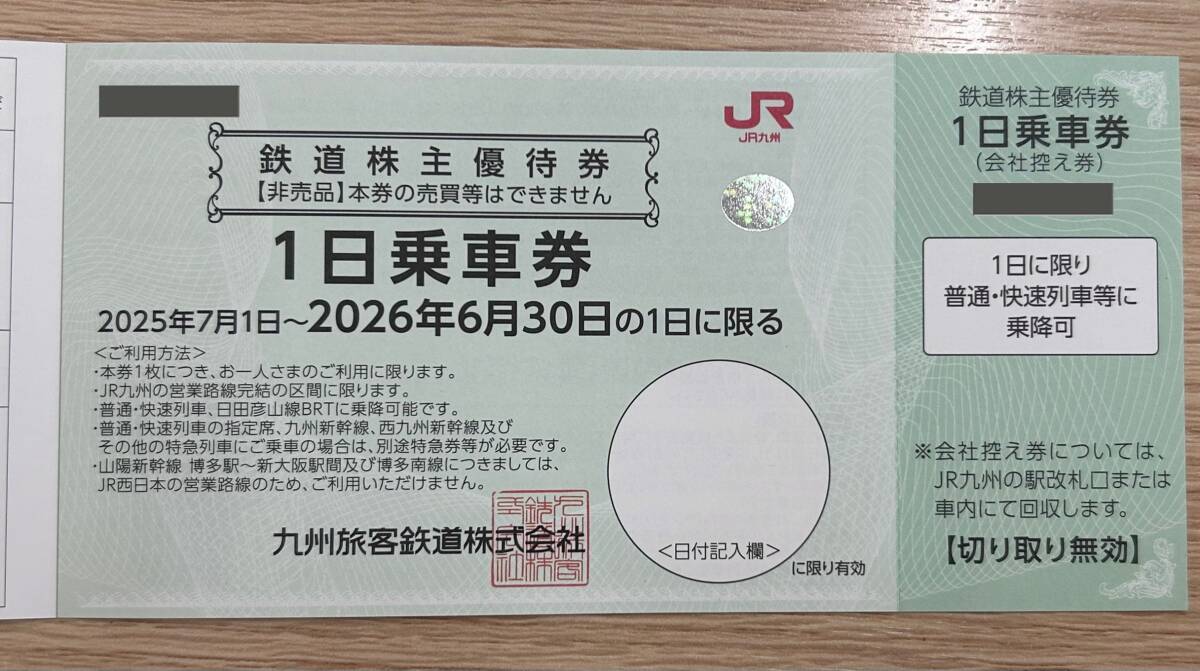 JR
JR九州
鉄道株主優待券
【非売品】本券の売買等はできません
1日乗車券
2025年7月1日～2026年6月30日の1日に限る
＜ご利用方法＞
・本券1枚につき、お一人さまのご利用に限ります。
・JR九州の営業路線完結の区間に限ります。
・普通・快速列車、日田彦山線BRTに乗降可能です。
・普通・快速列車の指定席、九州新幹線、西九州新幹線及び
その他の特急列車にご乗車の場合は、別途特急券等が必要です。
・山陽新幹線 博多駅～新大阪駅間及び博多南線につきましては、
JR西日本の営業路線のため、ご利用いただけません。
九州旅客鉄道株式会社
＜日付記入欄＞
に限り有効
鉄道株主優待券
1日乗車券
(会社控え券)
1日に限り
普通・快速列車等に
乗降可
※会社控え券については、
JR九州の駅改札口または
車内にて回収します。
【切り取り無効】